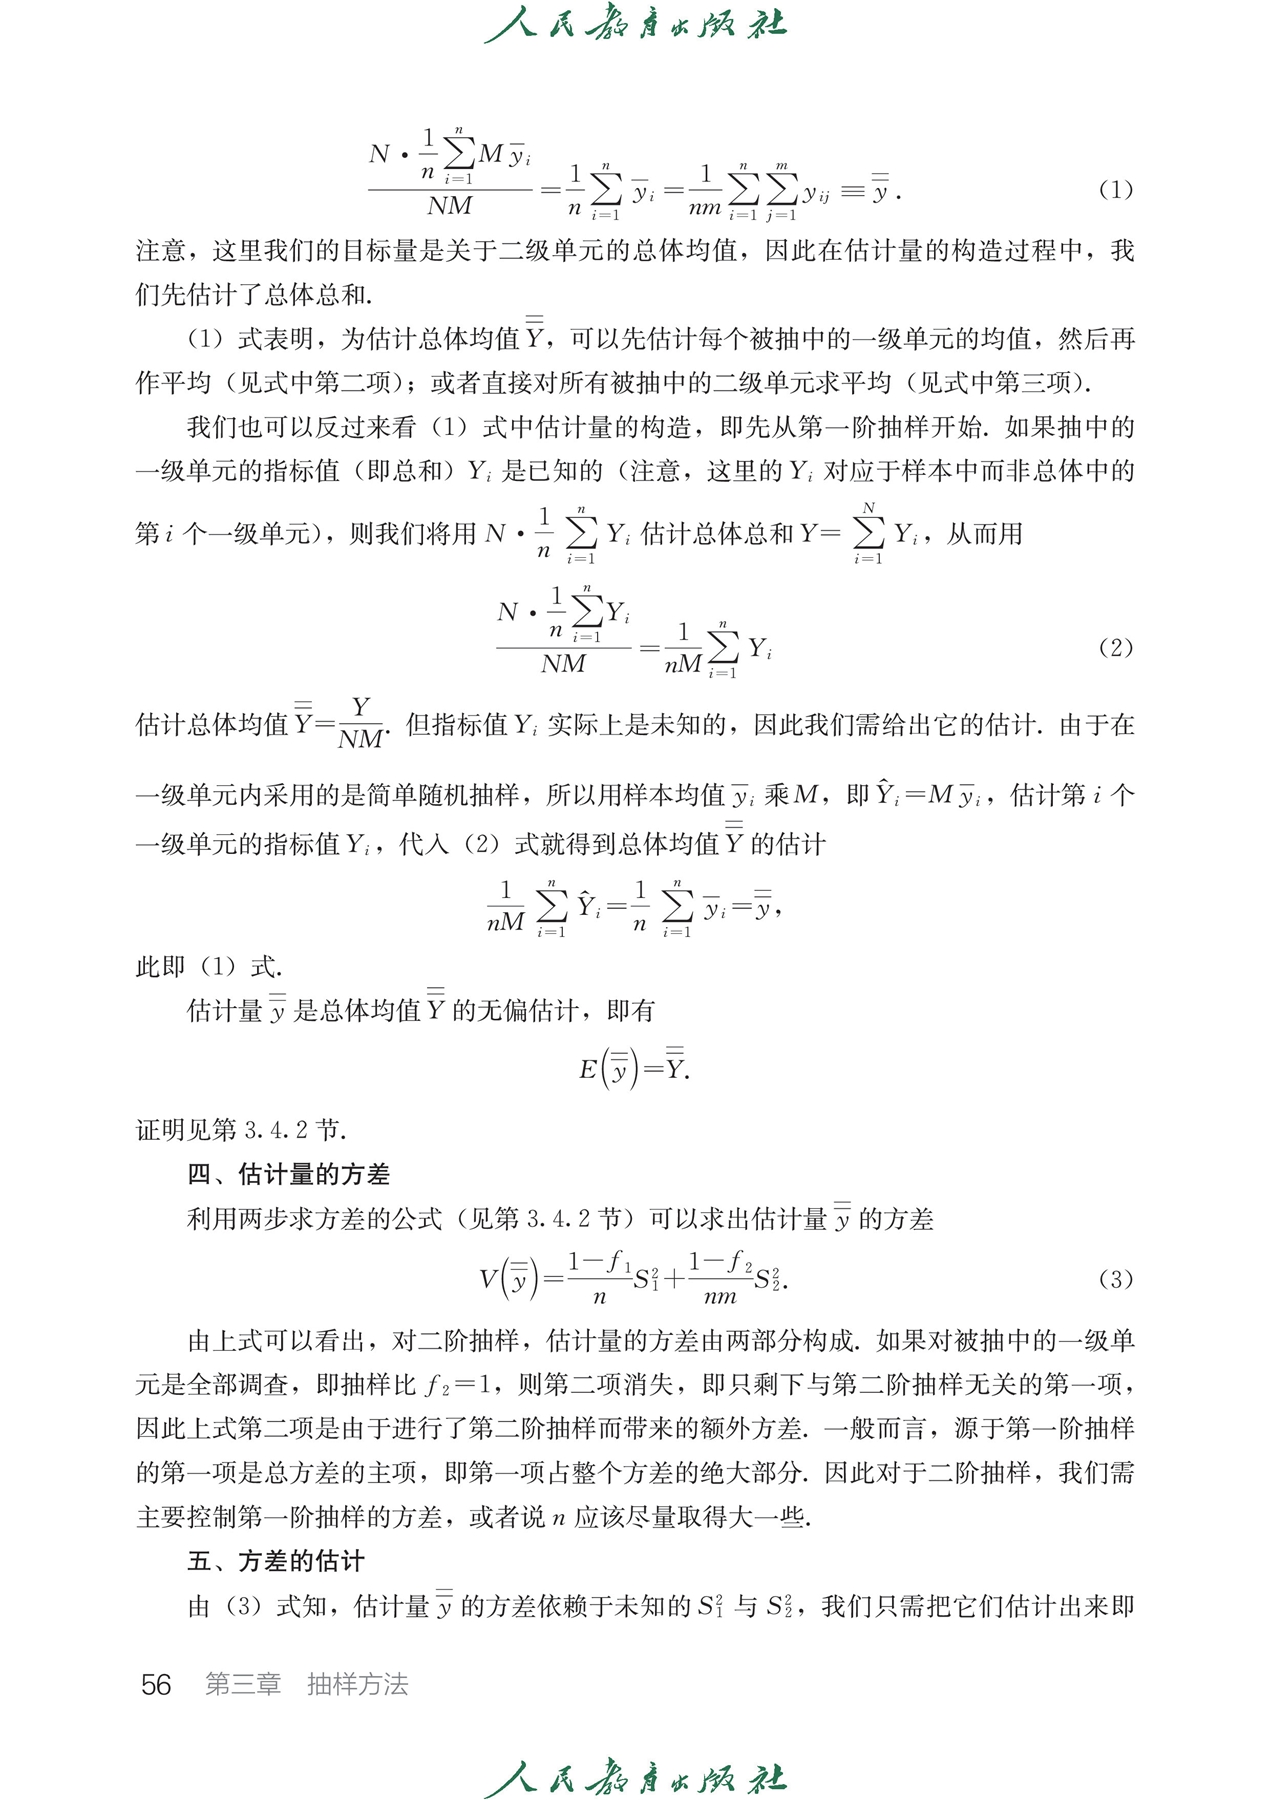 人民教育出版社
$$\frac{N\cdot\frac{1}{n}\sum_{i=1}^{n}M\overline{y}_i}{NM}=\frac{1}{n}\sum_{i=1}^{n}\overline{y}_i=\frac{1}{nm}\sum_{i=1}^{n}\sum_{j=1}^{m}y_{ij}\equiv\overline{\overline{y}}.$$ （1）
注意，这里我们的目标量是关于二级单元的总体均值，因此在估计量的构造过程中，我
们先估计了总体总和.
（1）式表明，为估计总体均值$\overline{\overline{Y}}$，可以先估计每个被抽中的一级单元的均值，然后再
作平均（见式中第二项）；或者直接对所有被抽中的二级单元求平均（见式中第三项）.
我们也可以反过来看（1）式中估计量的构造，即先从第一阶抽样开始. 如果抽中的
一级单元的指标值（即总和）$Y_i$ 是已知的（注意，这里的 $Y_i$ 对应于样本中而非总体中的
第 $i$ 个一级单元），则我们将用 $N\cdot\frac{1}{n}\sum_{i=1}^{n}Y_i$ 估计总体总和 $Y=\sum_{i=1}^{N}Y_i$，从而用
$$\frac{N\cdot\frac{1}{n}\sum_{i=1}^{n}Y_i}{NM}=\frac{1}{nM}\sum_{i=1}^{n}Y_i$$ （2）
估计总体均值 $\overline{\overline{Y}}=\frac{Y}{NM}$. 但指标值 $Y_i$ 实际上是未知的，因此我们需给出它的估计. 由于在
一级单元内采用的是简单随机抽样，所以用样本均值 $\overline{y}_i$ 乘 $M$，即 $\hat{Y}_i=M\overline{y}_i$，估计第 $i$ 个
一级单元的指标值 $Y_i$，代入（2）式就得到总体均值 $\overline{\overline{Y}}$ 的估计
$$\frac{1}{nM}\sum_{i=1}^{n}\hat{Y}_i=\frac{1}{n}\sum_{i=1}^{n}\overline{y}_i=\overline{\overline{y}},$$
此即（1）式.
估计量 $\overline{\overline{y}}$ 是总体均值 $\overline{\overline{Y}}$ 的无偏估计，即有
$$E\left(\overline{\overline{y}}\right)=\overline{\overline{Y}}.$$
证明见第 3.4.2 节.
四、估计量的方差
利用两步求方差的公式（见第 3.4.2 节）可以求出估计量 $\overline{\overline{y}}$ 的方差
$$V\left(\overline{\overline{y}}\right)=\frac{1-f_1}{n}S_1^2+\frac{1-f_2}{nm}S_2^2.$$ （3）
由上式可以看出，对二阶抽样，估计量的方差由两部分构成. 如果对被抽中的一级单
元是全部调查，即抽样比 $f_2=1$，则第二项消失，即只剩下与第二阶抽样无关的第一项，
因此上式第二项是由于进行了第二阶抽样而带来的额外方差. 一般而言，源于第一阶抽样
的第一项是总方差的主项，即第一项占整个方差的绝大部分. 因此对于二阶抽样，我们需
主要控制第一阶抽样的方差，或者说 $n$ 应该尽量取得大一些.
五、方差的估计
由（3）式知，估计量 $\overline{\overline{y}}$ 的方差依赖于未知的 $S_1^2$ 与 $S_2^2$，我们只需把它们估计出来即
56 第三章 抽样方法
人民教育出版社